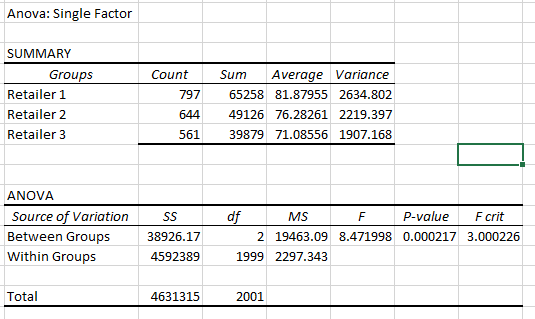 Anova: Single Factor
SUMMARY
Groups Count Sum Average Variance
Retailer 1 797 65258 81.87955 2634.802
Retailer 2 644 49126 76.28261 2219.397
Retailer 3 561 39879 71.08556 1907.168
ANOVA
Source of Variation SS df MS F P-value F crit
Between Groups 38926.17 2 19463.09 8.471998 0.000217 3.000226
Within Groups 4592389 1999 2297.343
Total 4631315 2001